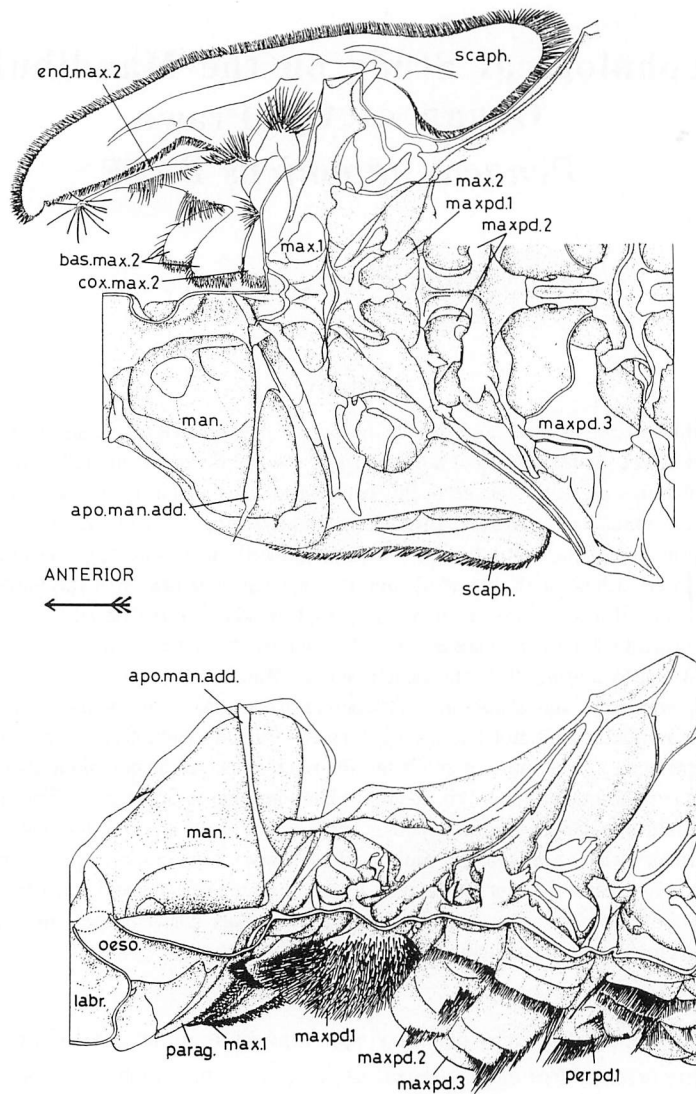 scaph.
end.max.2
max.2
maxpd.1
maxpd.2
max.1
bas.max.2
cox.max.2
man.
maxpd.3
apo.man.add.
scaph.
ANTERIOR
apo.man.add.
man.
oeso.
labr.
parag.
max.1
maxpd.1
maxpd.2
maxpd.3
perpd.1